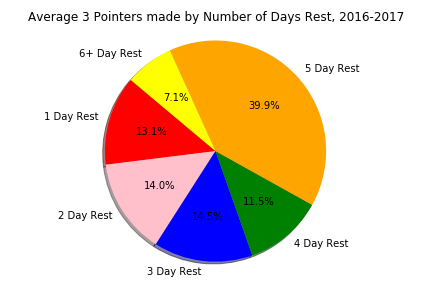 Average 3 Pointers made by Number of Days Rest, 2016-2017
6+ Day Rest
5 Day Rest
7.1%
39.9%
1 Day Rest
13.1%
14.0%
11.5%
2 Day Rest
14.5%
4 Day Rest
3 Day Rest